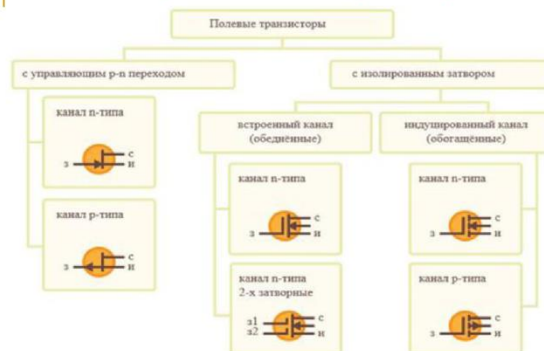 Полевые транзисторы
с управляющим p-n переходом
с изолированным затвором
канал n-типа
з
с
и
канал p-типа
з
с
и
встроенный канал
(обеднённые)
канал n-типа
з
с
и
канал n-типа
2-х затворные
з1
з2
с
и
индуцированный канал
(обогащённые)
канал n-типа
з
с
и
канал p-типа
з
с
и